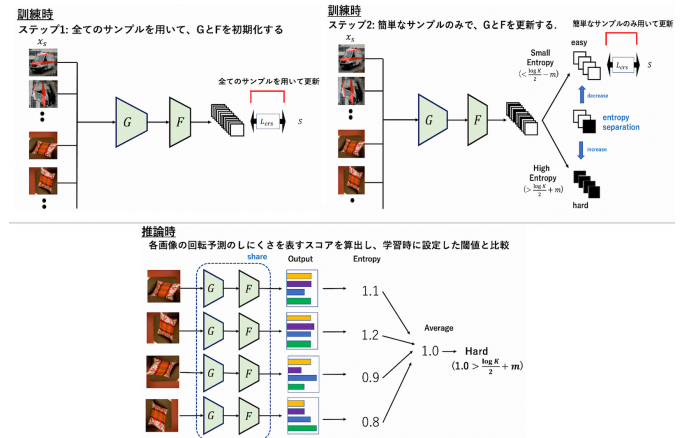 訓練時
ステップ1: 全てのサンプルを用いて、GとFを初期化する
x_S
全てのサンプルを用いて更新
G
F
L_crs
S
訓練時
ステップ2: 簡単なサンプルのみで、GとFを更新する.
簡単なサンプルのみ用いて更新
x_S
Small
Entropy
(< log K / 2 − m)
easy
L_crs
S
decrease
G
F
entropy
separation
increase
High
Entropy
(> log K / 2 + m)
hard
推論時
各画像の回転予測のしにくさを表すスコアを算出し、学習時に設定した閾値と比較
share
Output
Entropy
G
F
1.1
G
F
1.2
Average
1.0
Hard
(1.0 > log K / 2 + m)
G
F
0.9
G
F
0.8